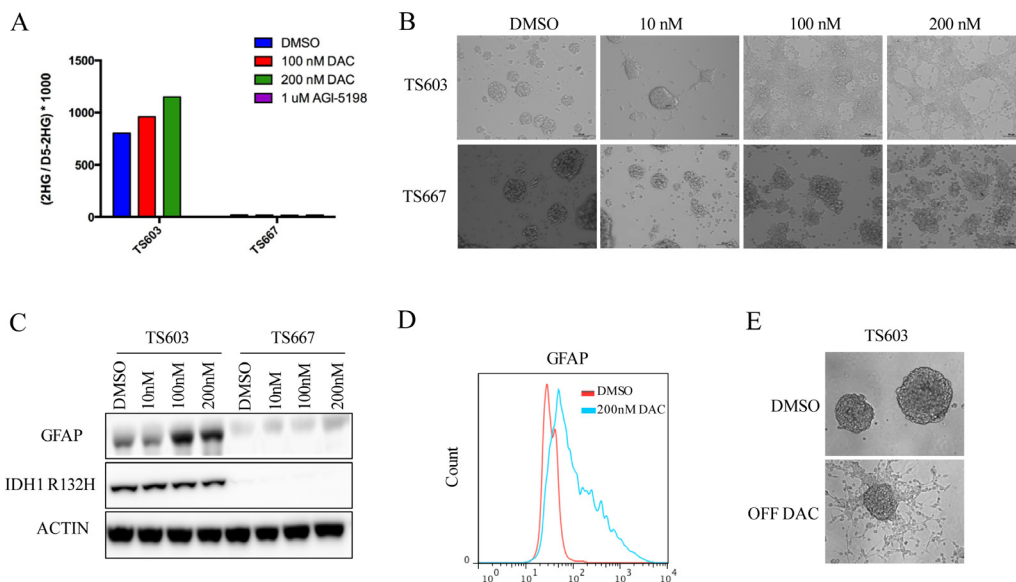 A
DMSO
100 nM DAC
200 nM DAC
1 uM AGI-5198
(2HG / D5-2HG) * 1000
1500
1000
500
0
TS603
TS667
B
DMSO
10 nM
100 nM
200 nM
TS603
TS667
C
TS603
TS667
DMSO
10nM
100nM
200nM
DMSO
10nM
100nM
200nM
GFAP
IDH1 R132H
ACTIN
D
GFAP
DMSO
200nM DAC
Count
0
10^0
10^1
10^2
10^3
10^4
E
TS603
DMSO
OFF DAC